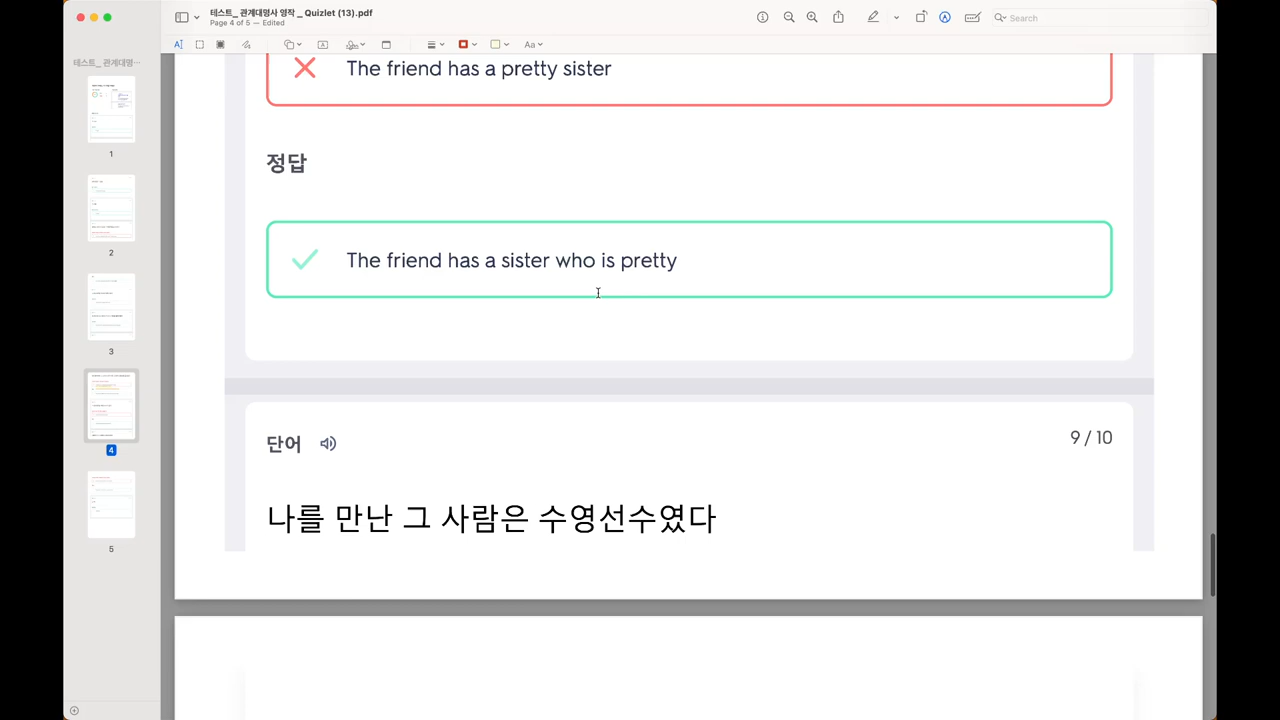 테스트_ 관계대명사 영작 _ Quizlet (13).pdf
Page 4 of 5 — Edited
Search
테스트_ 관계대명…
1
2
3
4
5
The friend has a pretty sister
정답
The friend has a sister who is pretty
단어
9 / 10
나를 만난 그 사람은 수영선수였다